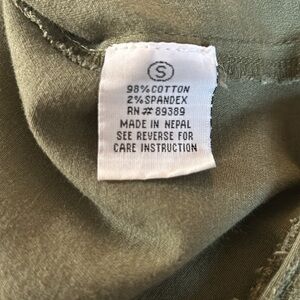 S
98% COTTON
2% SPANDEX
RN # 89389
MADE IN NEPAL
SEE REVERSE FOR
CARE INSTRUCTION